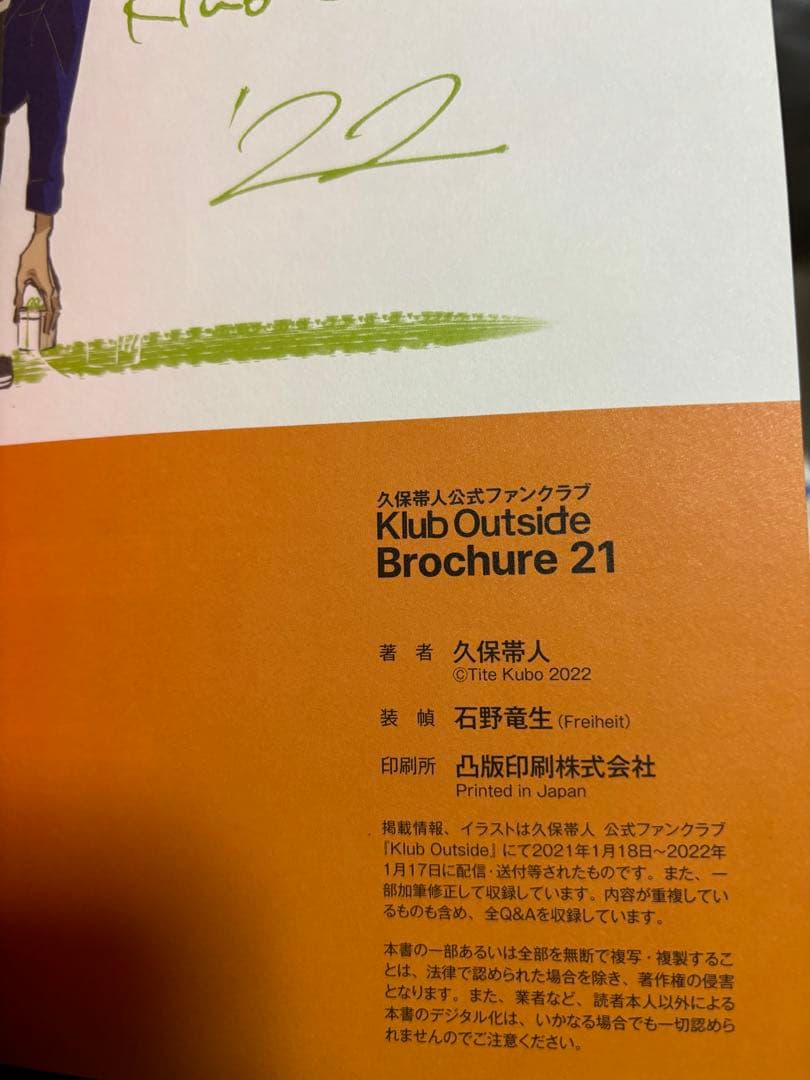 Klub
'22
久保帯人公式ファンクラブ
Klub Outside
Brochure 21
著 者 久保帯人
©Tite Kubo 2022
装 幀 石野竜生(Freiheit)
印刷所 凸版印刷株式会社
Printed in Japan
掲載情報、イラストは久保帯人 公式ファンクラブ
『Klub Outside』にて2021年1月18日〜2022年
1月17日に配信・送付等されたものです。また、一
部加筆修正して収録しています。内容が重複してい
るものも含め、全Q&Aを収録しています。
本書の一部あるいは全部を無断で複写・複製するこ
とは、法律で認められた場合を除き、著作権の侵害
となります。また、業者など、読者本人以外による
本書のデジタル化は、いかなる場合でも一切認めら
れませんのでご注意ください。